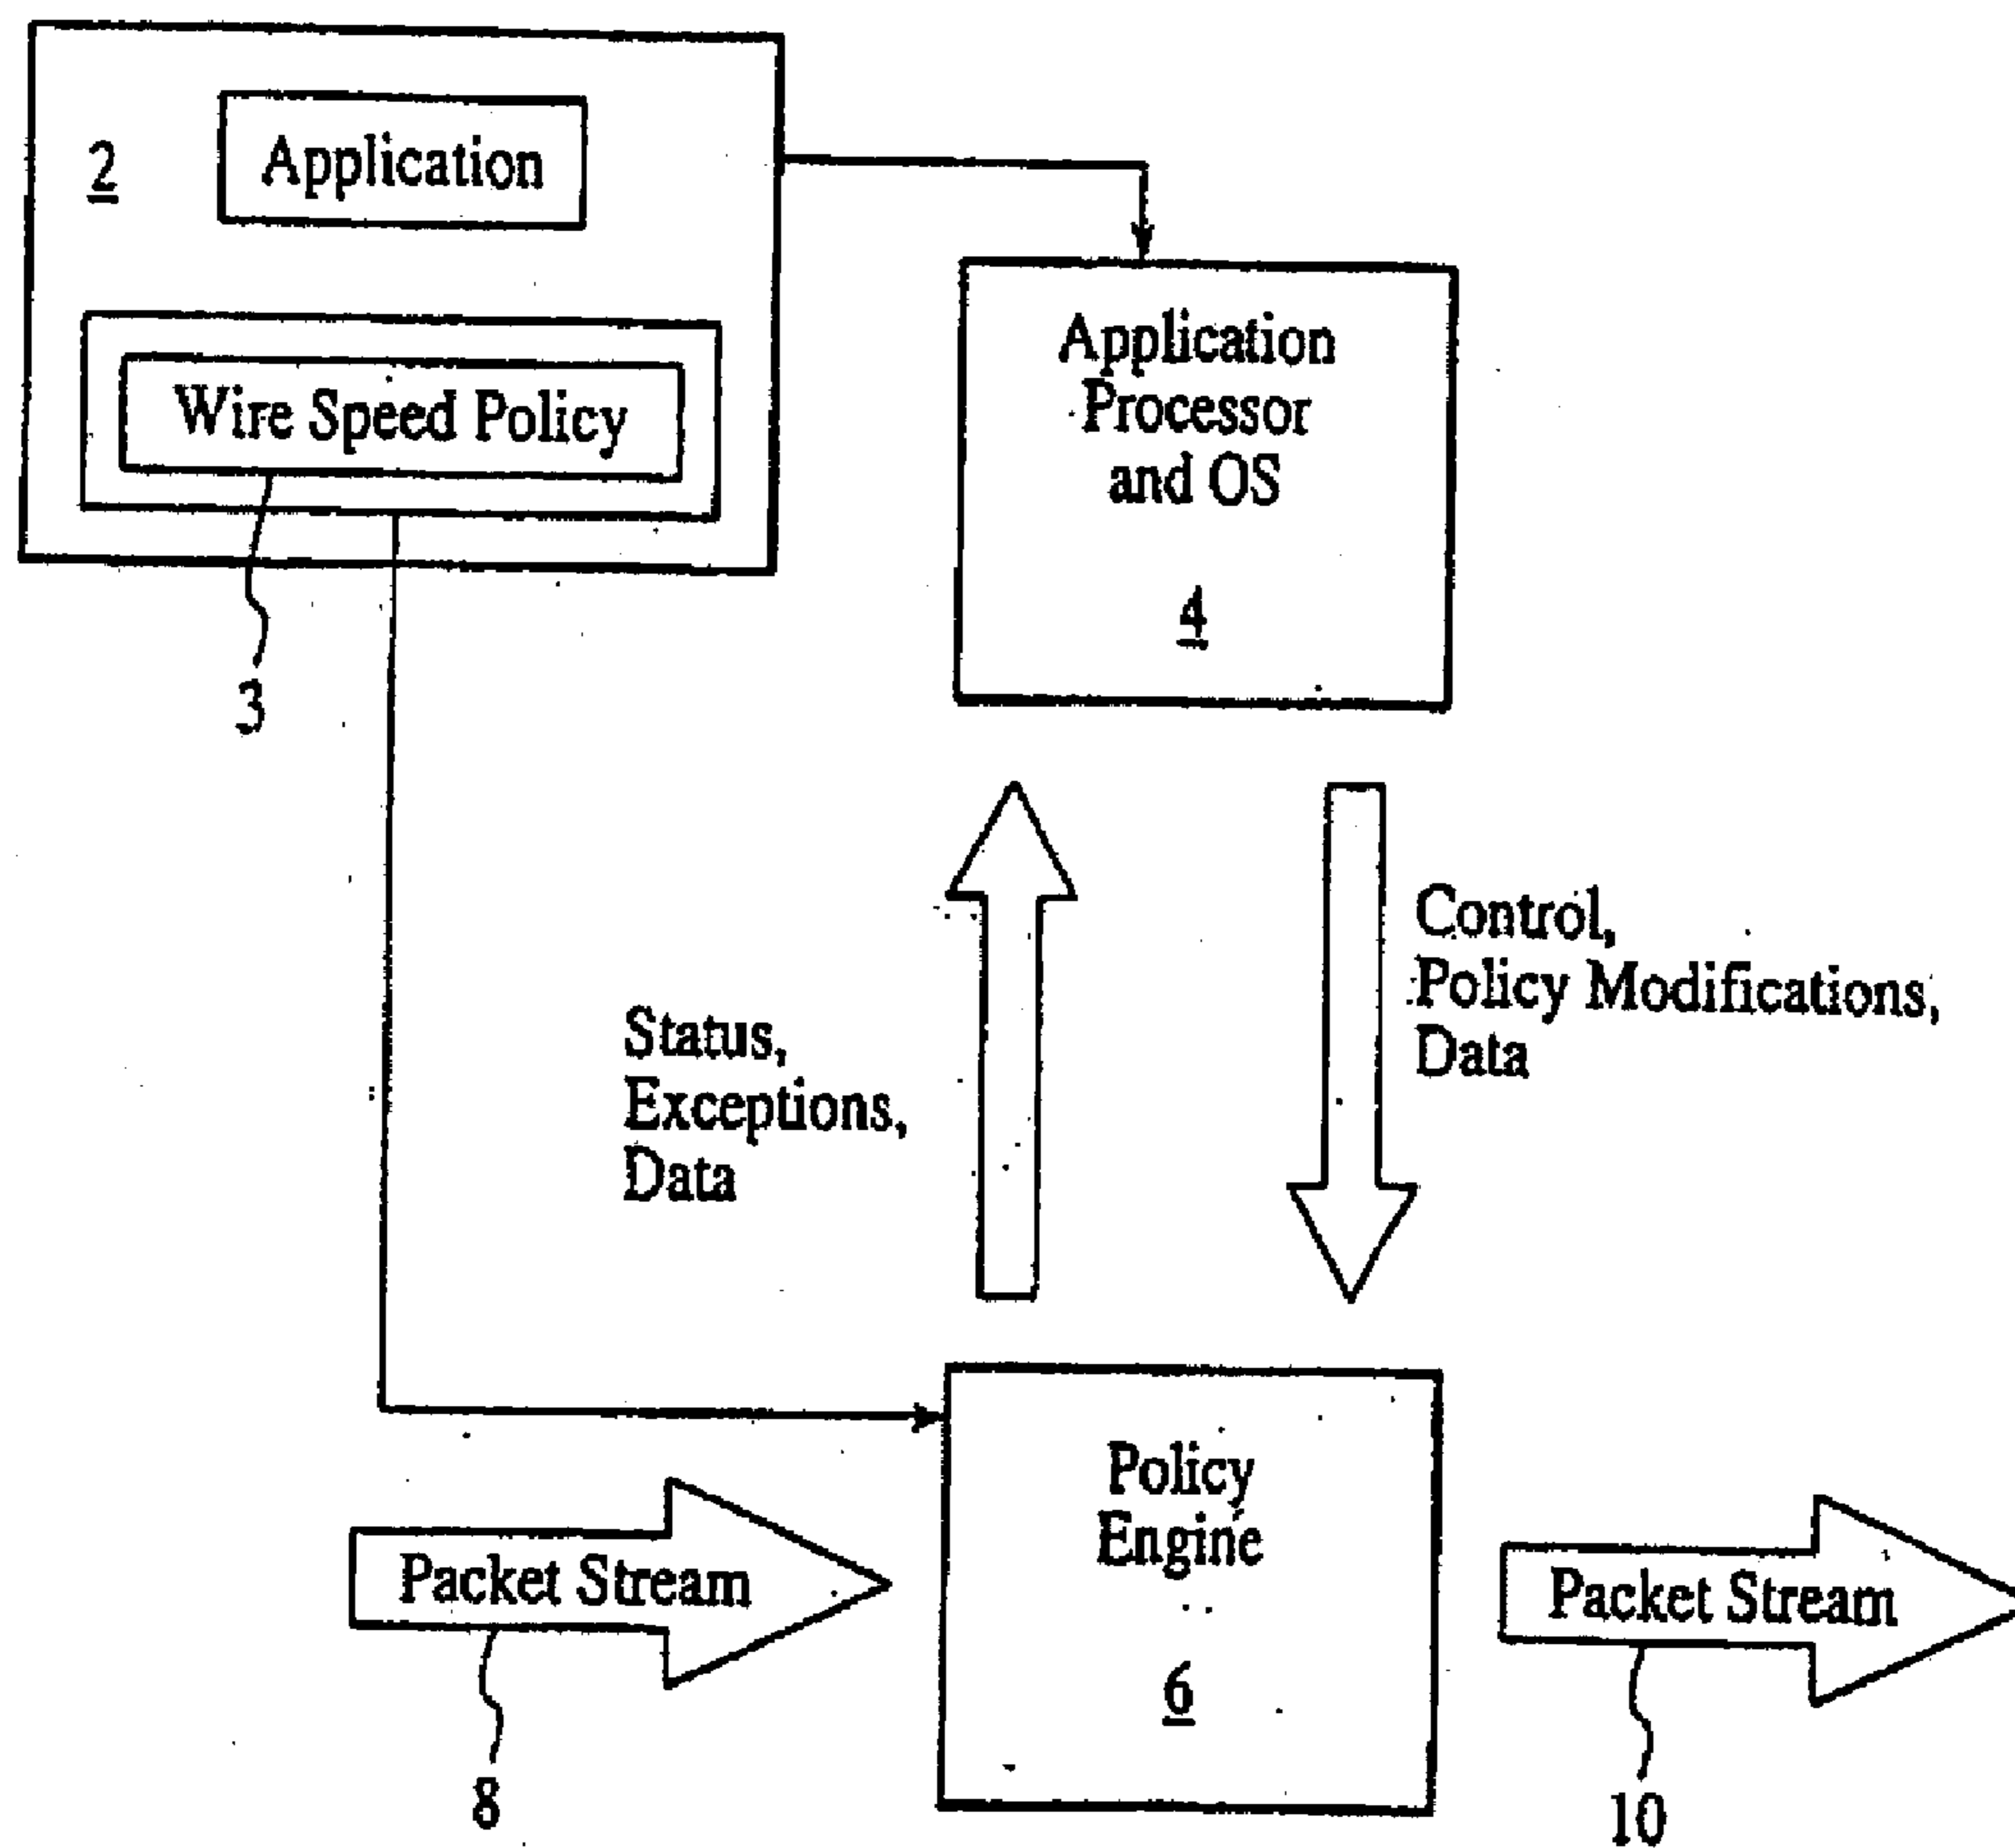 2
Application
Wire Speed Policy
3
Application
Processor
and OS
4
Status,
Exceptions,
Data
Control,
Policy Modifications,
Data
Policy
Engine
6
Packet Stream
8
Packet Stream
10